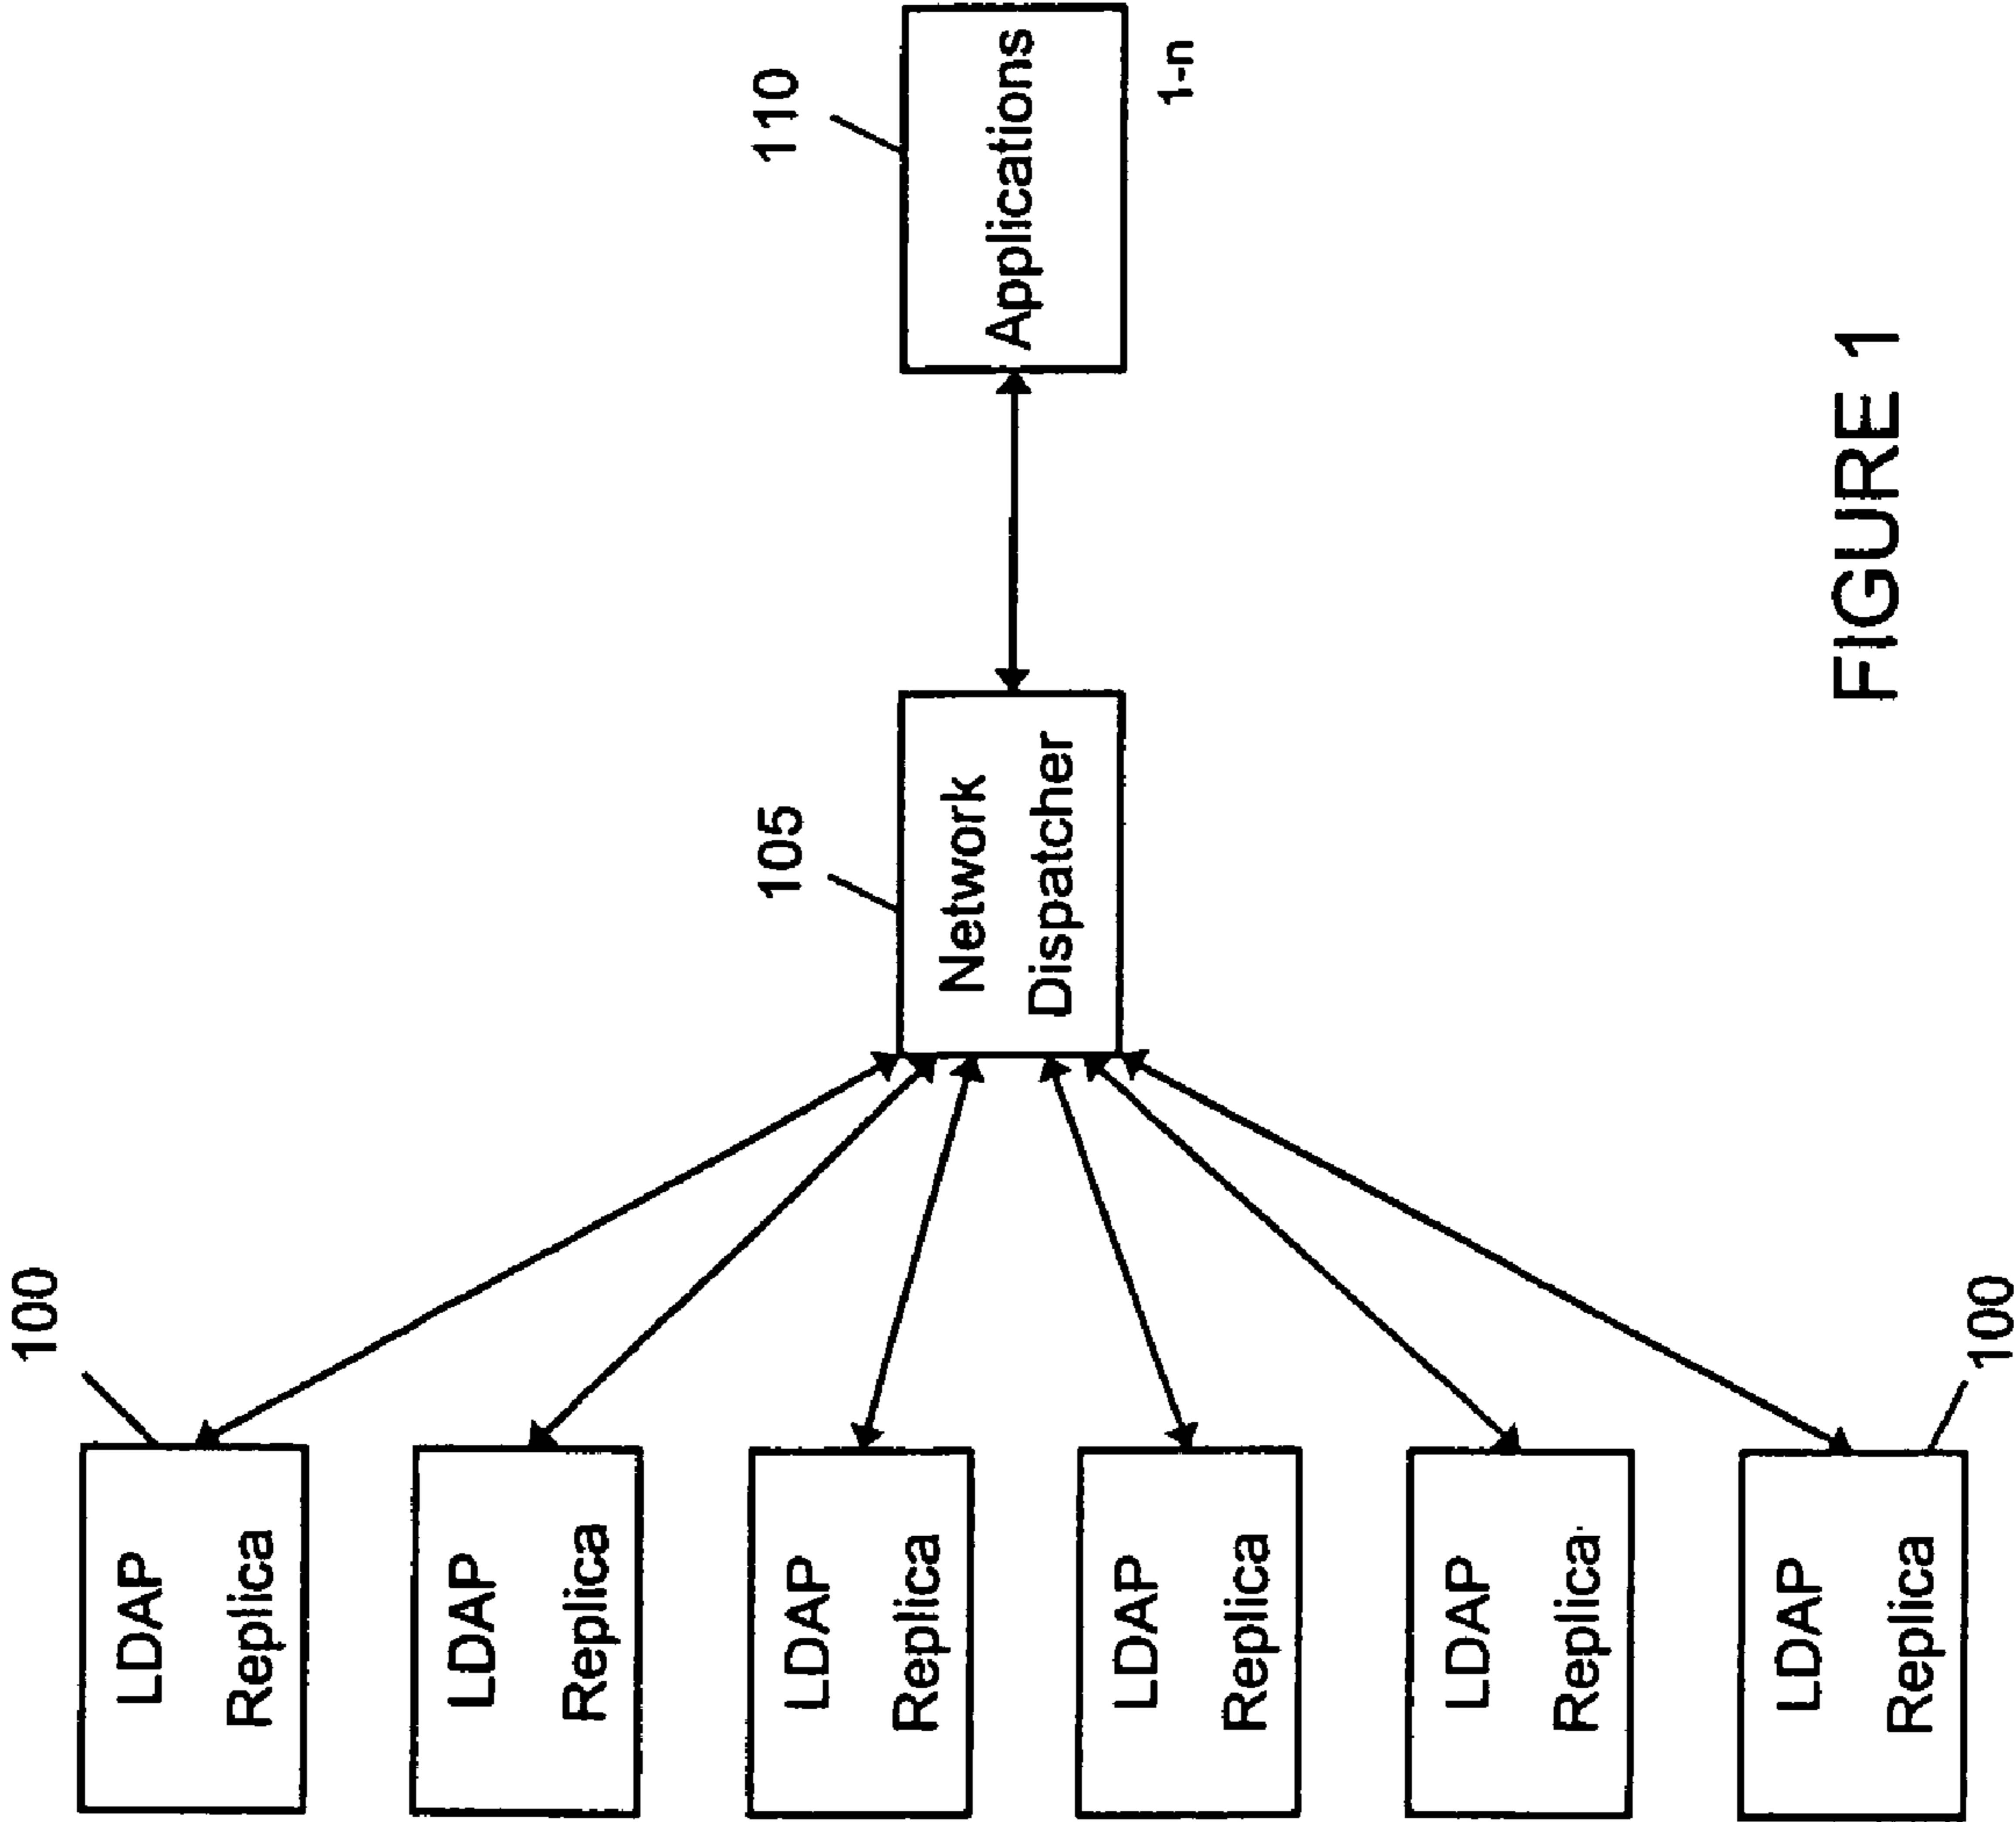 100
LDAP
Replica
LDAP
Replica
LDAP
Replica
LDAP
Replica
LDAP
Replica
LDAP
Replica
100
105
Network
Dispatcher
110
Applications
1-n
FIGURE 1